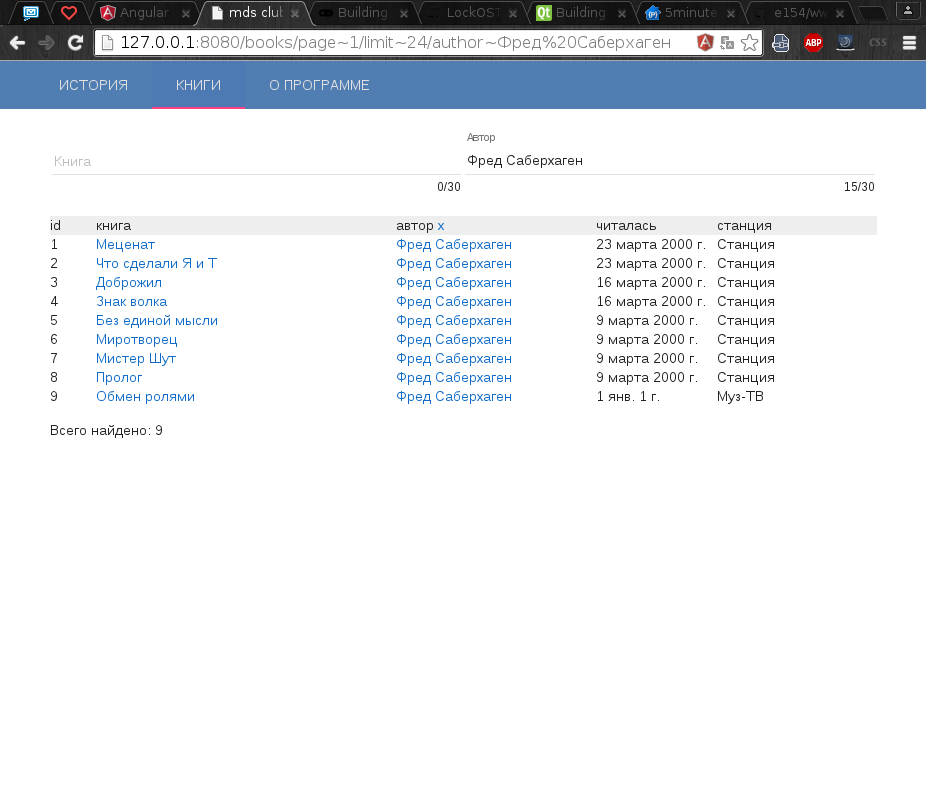 Angular
mds club
Building
LockOST
Building
5minute
e154/ww
127.0.0.1:8080/books/page~1/limit~24/author~Фред%20Саберхаген
ABP
CSS
ИСТОРИЯ КНИГИ О ПРОГРАММЕ
Автор
Книга
Фред Саберхаген
0/30
15/30
id книга автор x читалась станция
1 Меценат Фред Саберхаген 23 марта 2000 г. Станция
2 Что сделали Я и Т Фред Саберхаген 23 марта 2000 г. Станция
3 Доброжил Фред Саберхаген 16 марта 2000 г. Станция
4 Знак волка Фред Саберхаген 16 марта 2000 г. Станция
5 Без единой мысли Фред Саберхаген 9 марта 2000 г. Станция
6 Миротворец Фред Саберхаген 9 марта 2000 г. Станция
7 Мистер Шут Фред Саберхаген 9 марта 2000 г. Станция
8 Пролог Фред Саберхаген 9 марта 2000 г. Станция
9 Обмен ролями Фред Саберхаген 1 янв. 1 г. Муз-ТВ
Всего найдено: 9